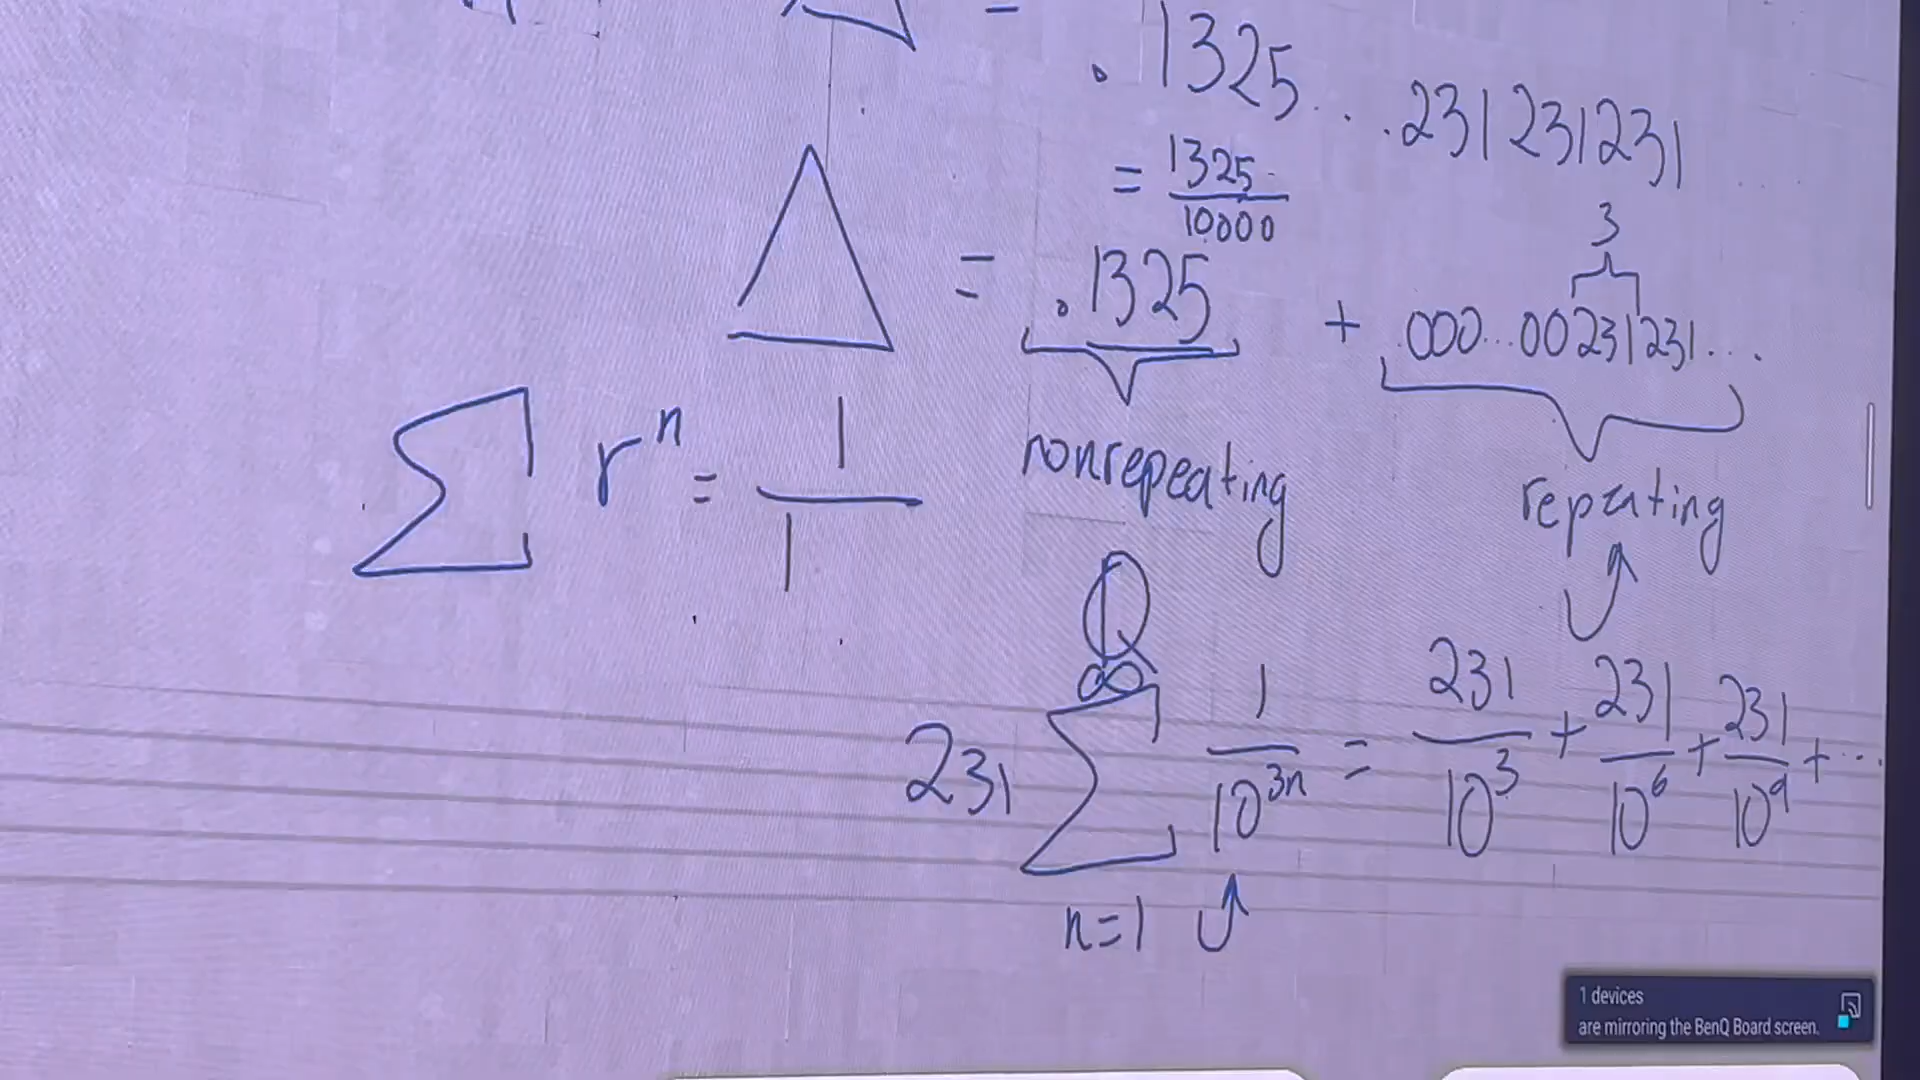 = .1325...231231231...
= 1325/10000
3
Δ = .1325 + .000...00231231...
Σ r^n = 1/1
nonrepeating
repeating
Q
231 ∞Σn=1 1/10^3n = 231/10^3 + 231/10^6 + 231/10^9 + ...
1 devices
are mirroring the BenQ Board screen.